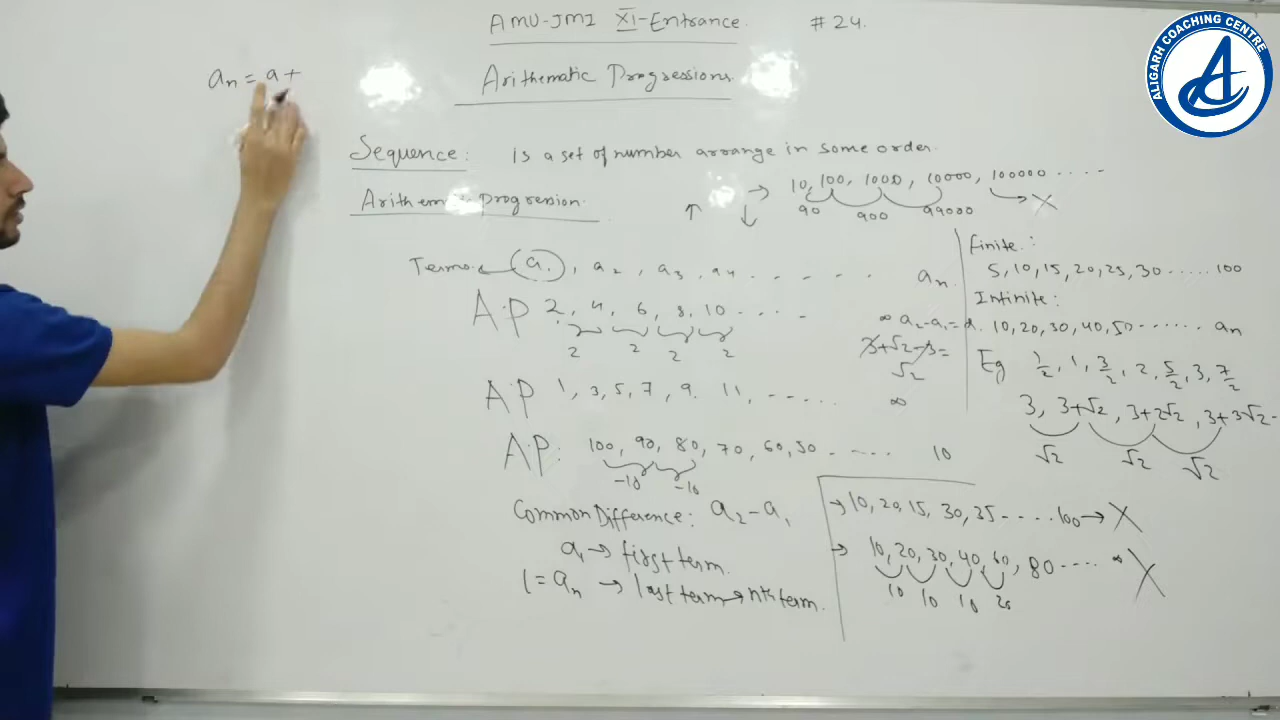 AMU-JMI XI-Entrance. #24.
Arithematic Progressions.
an = a +
Sequence: Is a set of number arrange in some order.
Arithem progression.
→ 10, 100, 1000, 10000, 100000 ....
90 900 99000 X
↑ ↓
Terms. a1, a2, a3, a4 ...... an
A.P 2, 4, 6, 8, 10 ....
2 2 2 2
∞
A.P 1, 3, 5, 7, 9. 11, ...... ∞
A.P: 100, 90, 80, 70, 60, 50 ..... 10
-10 -10
Common Difference: a2 - a1
a1 → first term.
l = an → last term → nth term.
Finite:
5, 10, 15, 20, 25, 30 ..... 100
Infinite:
a2 - a1 = d.
10, 20, 30, 40, 50 ...... an
3+√2-3=
√2
Eg 1/2, 1, 3/2, 2, 5/2, 3, 7/2
3, 3+√2, 3+2√2, 3+3√2-
√2 √2 √2
→ 10, 20, 15, 30, 35 ..... 100 → X
→ 10, 20, 30, 40, 60, 80 .... ∞ X
10 10 10 20
ALIGARH COACHING CENTRE